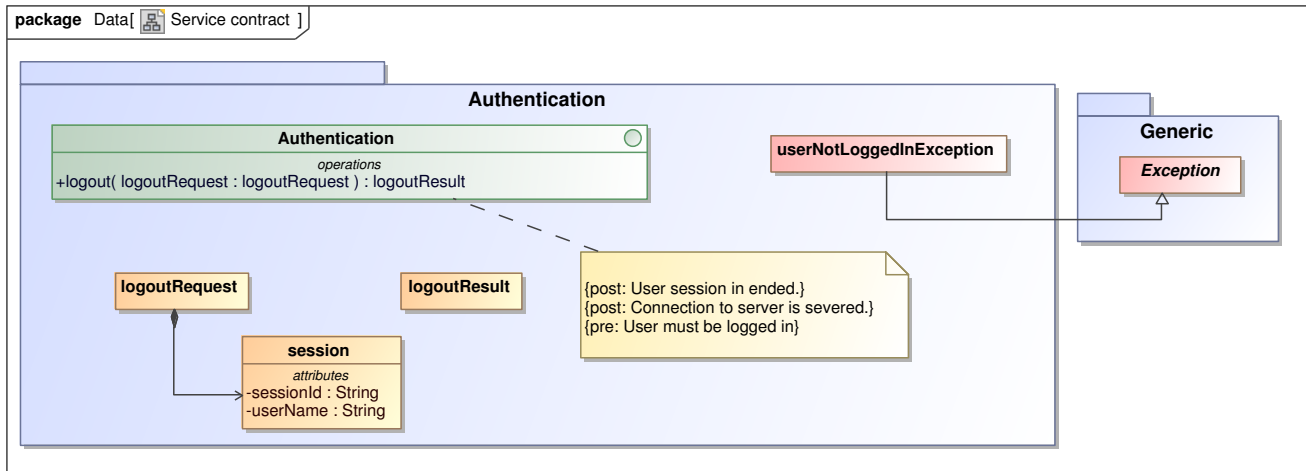 package Data[ Service contract ]
Authentication
Generic
Authentication
operations
+logout( logoutRequest : logoutRequest ) : logoutResult
userNotLoggedInException
Exception
logoutRequest
logoutResult
{post: User session in ended.}
{post: Connection to server is severed.}
{pre: User must be logged in}
session
attributes
-sessionId : String
-userName : String